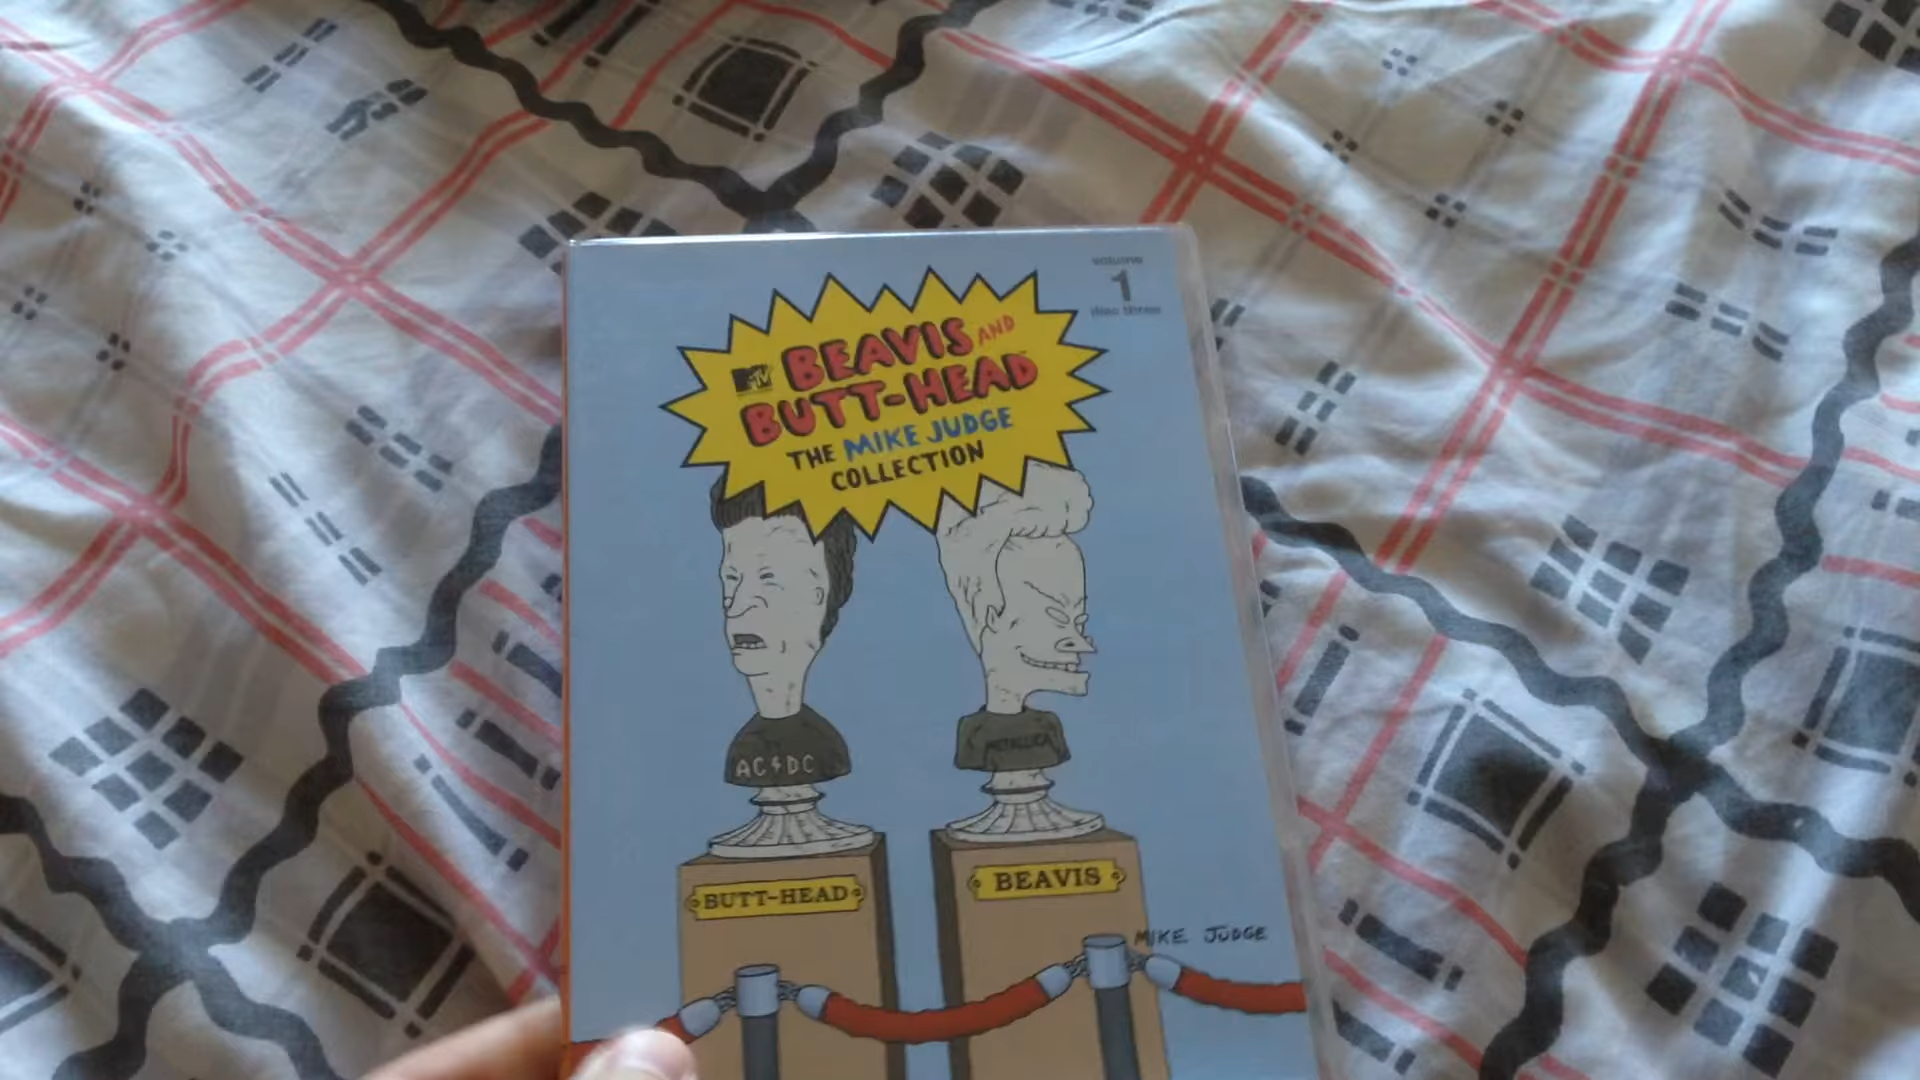 volume
1
disc three
MTV
BEAVIS AND
BUTT-HEAD
THE MIKE JUDGE
COLLECTION
AC⚡DC
METALLICA
BUTT-HEAD
BEAVIS
MIKE JUDGE